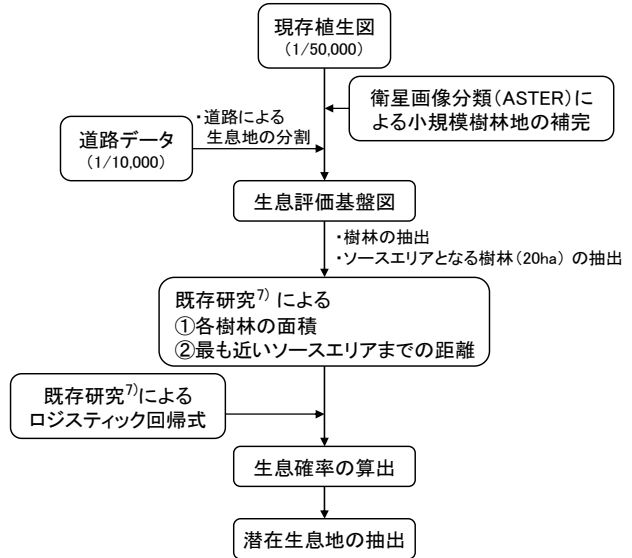 現存植生図
(1/50,000)
衛星画像分類(ASTER)に
よる小規模樹林地の補完
・道路による
生息地の分割
道路データ
(1/10,000)
生息評価基盤図
・樹林の抽出
・ソースエリアとなる樹林(20ha) の抽出
既存研究7) による
①各樹林の面積
②最も近いソースエリアまでの距離
既存研究7)による
ロジスティック回帰式
生息確率の算出
潜在生息地の抽出